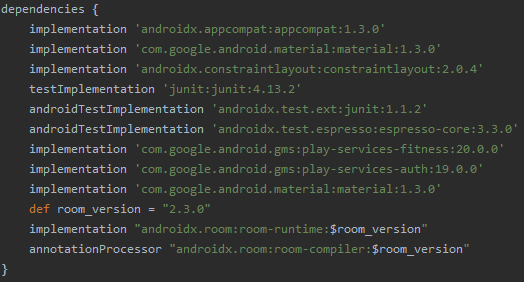 dependencies {
    implementation 'androidx.appcompat:appcompat:1.3.0'
    implementation 'com.google.android.material:material:1.3.0'
    implementation 'androidx.constraintlayout:constraintlayout:2.0.4'
    testImplementation 'junit:junit:4.13.2'
    androidTestImplementation 'androidx.test.ext:junit:1.1.2'
    androidTestImplementation 'androidx.test.espresso:espresso-core:3.3.0'
    implementation 'com.google.android.gms:play-services-fitness:20.0.0'
    implementation 'com.google.android.gms:play-services-auth:19.0.0'
    implementation 'com.google.android.material:material:1.3.0'
    def room_version = "2.3.0"
    implementation "androidx.room:room-runtime:$room_version"
    annotationProcessor "androidx.room:room-compiler:$room_version"
}